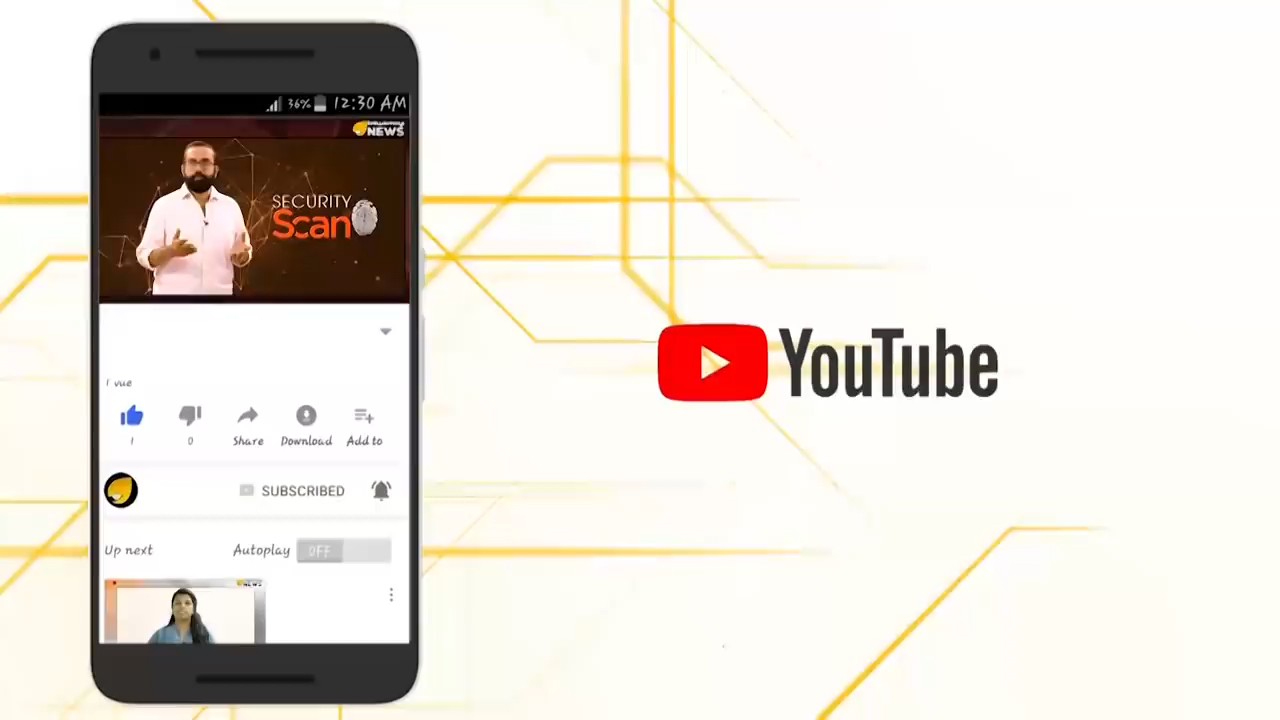 36% 12:30 AM
NEWS
SECURITY
Scan
1 vue
1
0
Share
Download
Add to
SUBSCRIBED
Up next
Autoplay
OFF
NEWS
YouTube